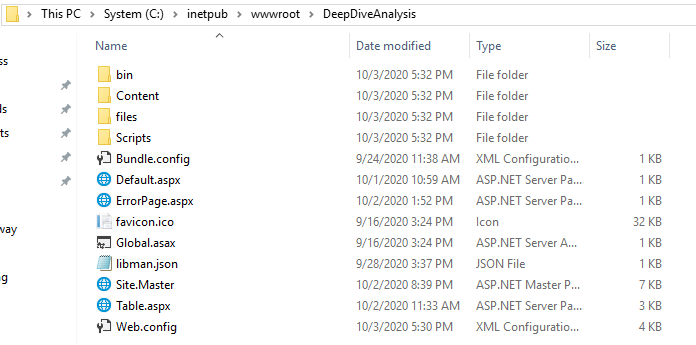 This PC > System (C:) > inetpub > wwwroot > DeepDiveAnalysis
Name Date modified Type Size
bin 10/3/2020 5:32 PM File folder
Content 10/3/2020 5:32 PM File folder
files 10/3/2020 5:32 PM File folder
Scripts 10/3/2020 5:32 PM File folder
Bundle.config 9/24/2020 11:38 AM XML Configuratio... 1 KB
Default.aspx 10/1/2020 10:59 AM ASP.NET Server Pa... 1 KB
ErrorPage.aspx 10/2/2020 1:52 PM ASP.NET Server Pa... 1 KB
favicon.ico 9/16/2020 3:24 PM Icon 32 KB
Global.asax 9/16/2020 3:24 PM ASP.NET Server A... 1 KB
libman.json 9/28/2020 3:37 PM JSON File 1 KB
Site.Master 10/2/2020 8:39 PM ASP.NET Master P... 7 KB
Table.aspx 10/2/2020 11:33 AM ASP.NET Server Pa... 3 KB
Web.config 10/3/2020 5:30 PM XML Configuratio... 4 KB